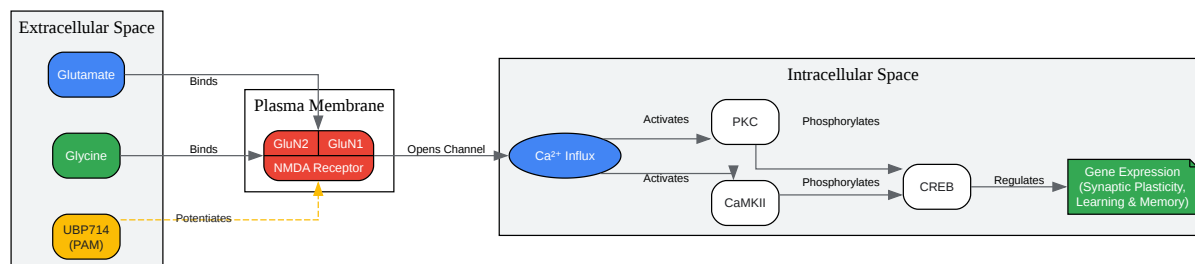 Extracellular Space
Glutamate
Binds
Glycine
Binds
UBP714
(PAM)
Potentiates
Plasma Membrane
GluN2
GluN1
NMDA Receptor
Opens Channel
Intracellular Space
Ca²⁺ Influx
Activates
Activates
PKC
CaMKII
Phosphorylates
Phosphorylates
CREB
Regulates
Gene Expression
(Synaptic Plasticity,
Learning & Memory)